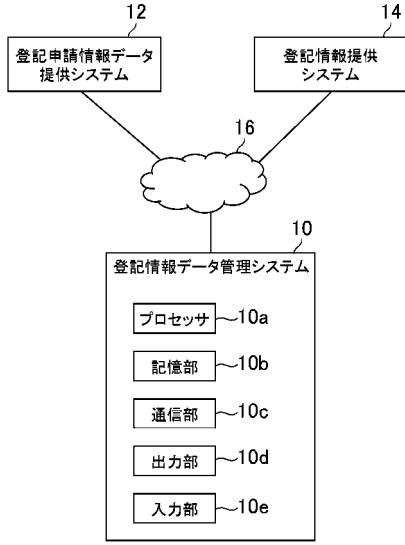 12
登記申請情報データ
提供システム
14
登記情報提供
システム
16
10
登記情報データ管理システム
プロセッサ
10a
記憶部
10b
通信部
10c
出力部
10d
入力部
10e